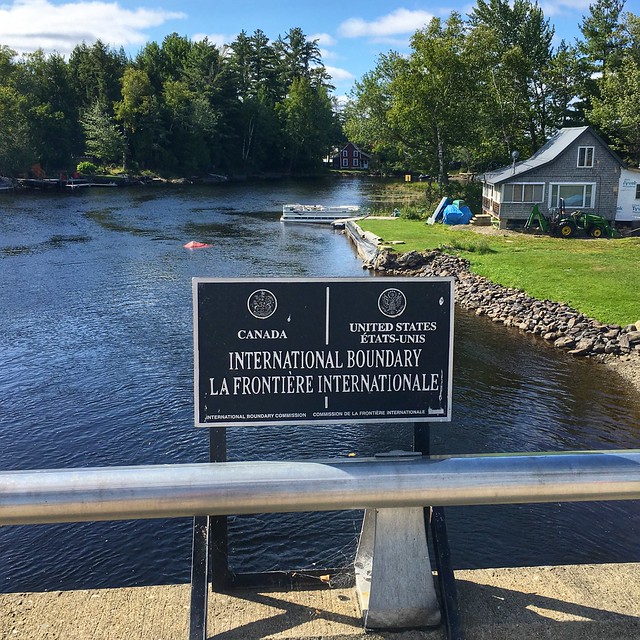 CANADA
UNITED STATES
ÉTATS-UNIS
INTERNATIONAL BOUNDARY
LA FRONTIÈRE INTERNATIONALE
INTERNATIONAL BOUNDARY COMMISSION COMMISSION DE LA FRONTIÈRE INTERNATIONALE